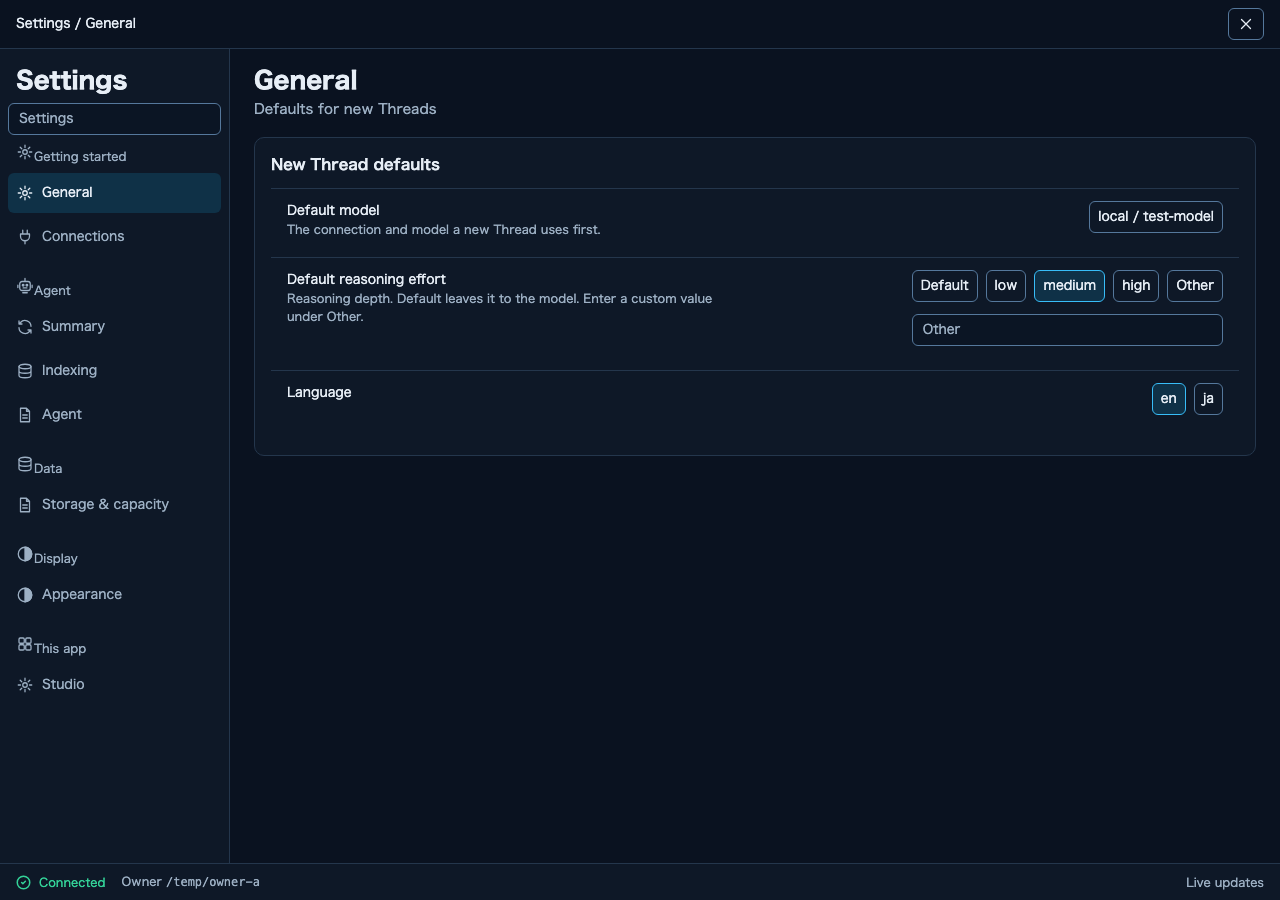 Settings / General
Settings
Settings
Getting started
General
Connections
Agent
Summary
Indexing
Agent
Data
Storage & capacity
Display
Appearance
This app
Studio
General
Defaults for new Threads
New Thread defaults
Default model
The connection and model a new Thread uses first.
local / test-model
Default reasoning effort
Reasoning depth. Default leaves it to the model. Enter a custom value
under Other.
Default low medium high Other
Other
Language
en ja
Connected Owner /temp/owner-a
Live updates